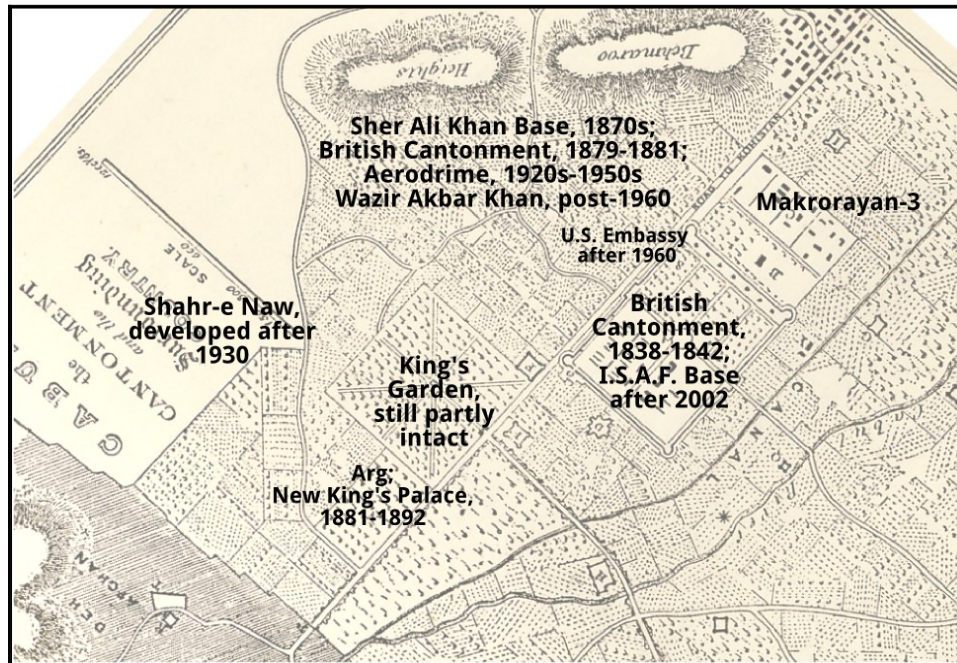 Heights
Behmaroo
Sher Ali Khan Base, 1870s;
British Cantonment, 1879-1881;
Aerodrime, 1920s-1950s
Wazir Akbar Khan, post-1960
ROAD TO KOHISTAN
Makrorayan-3
U.S. Embassy
after 1960
SCALE
Shahr-e Naw,
developed after
1930
CABU
the
CANTONMENT
and the
Surrounding
COUNTRY.
British
Cantonment,
1838-1842;
I.S.A.F. Base
after 2002
King's
Garden,
still partly
intact
CANAL
Arg;
New King's Palace,
1881-1892
DEH AFGHAN